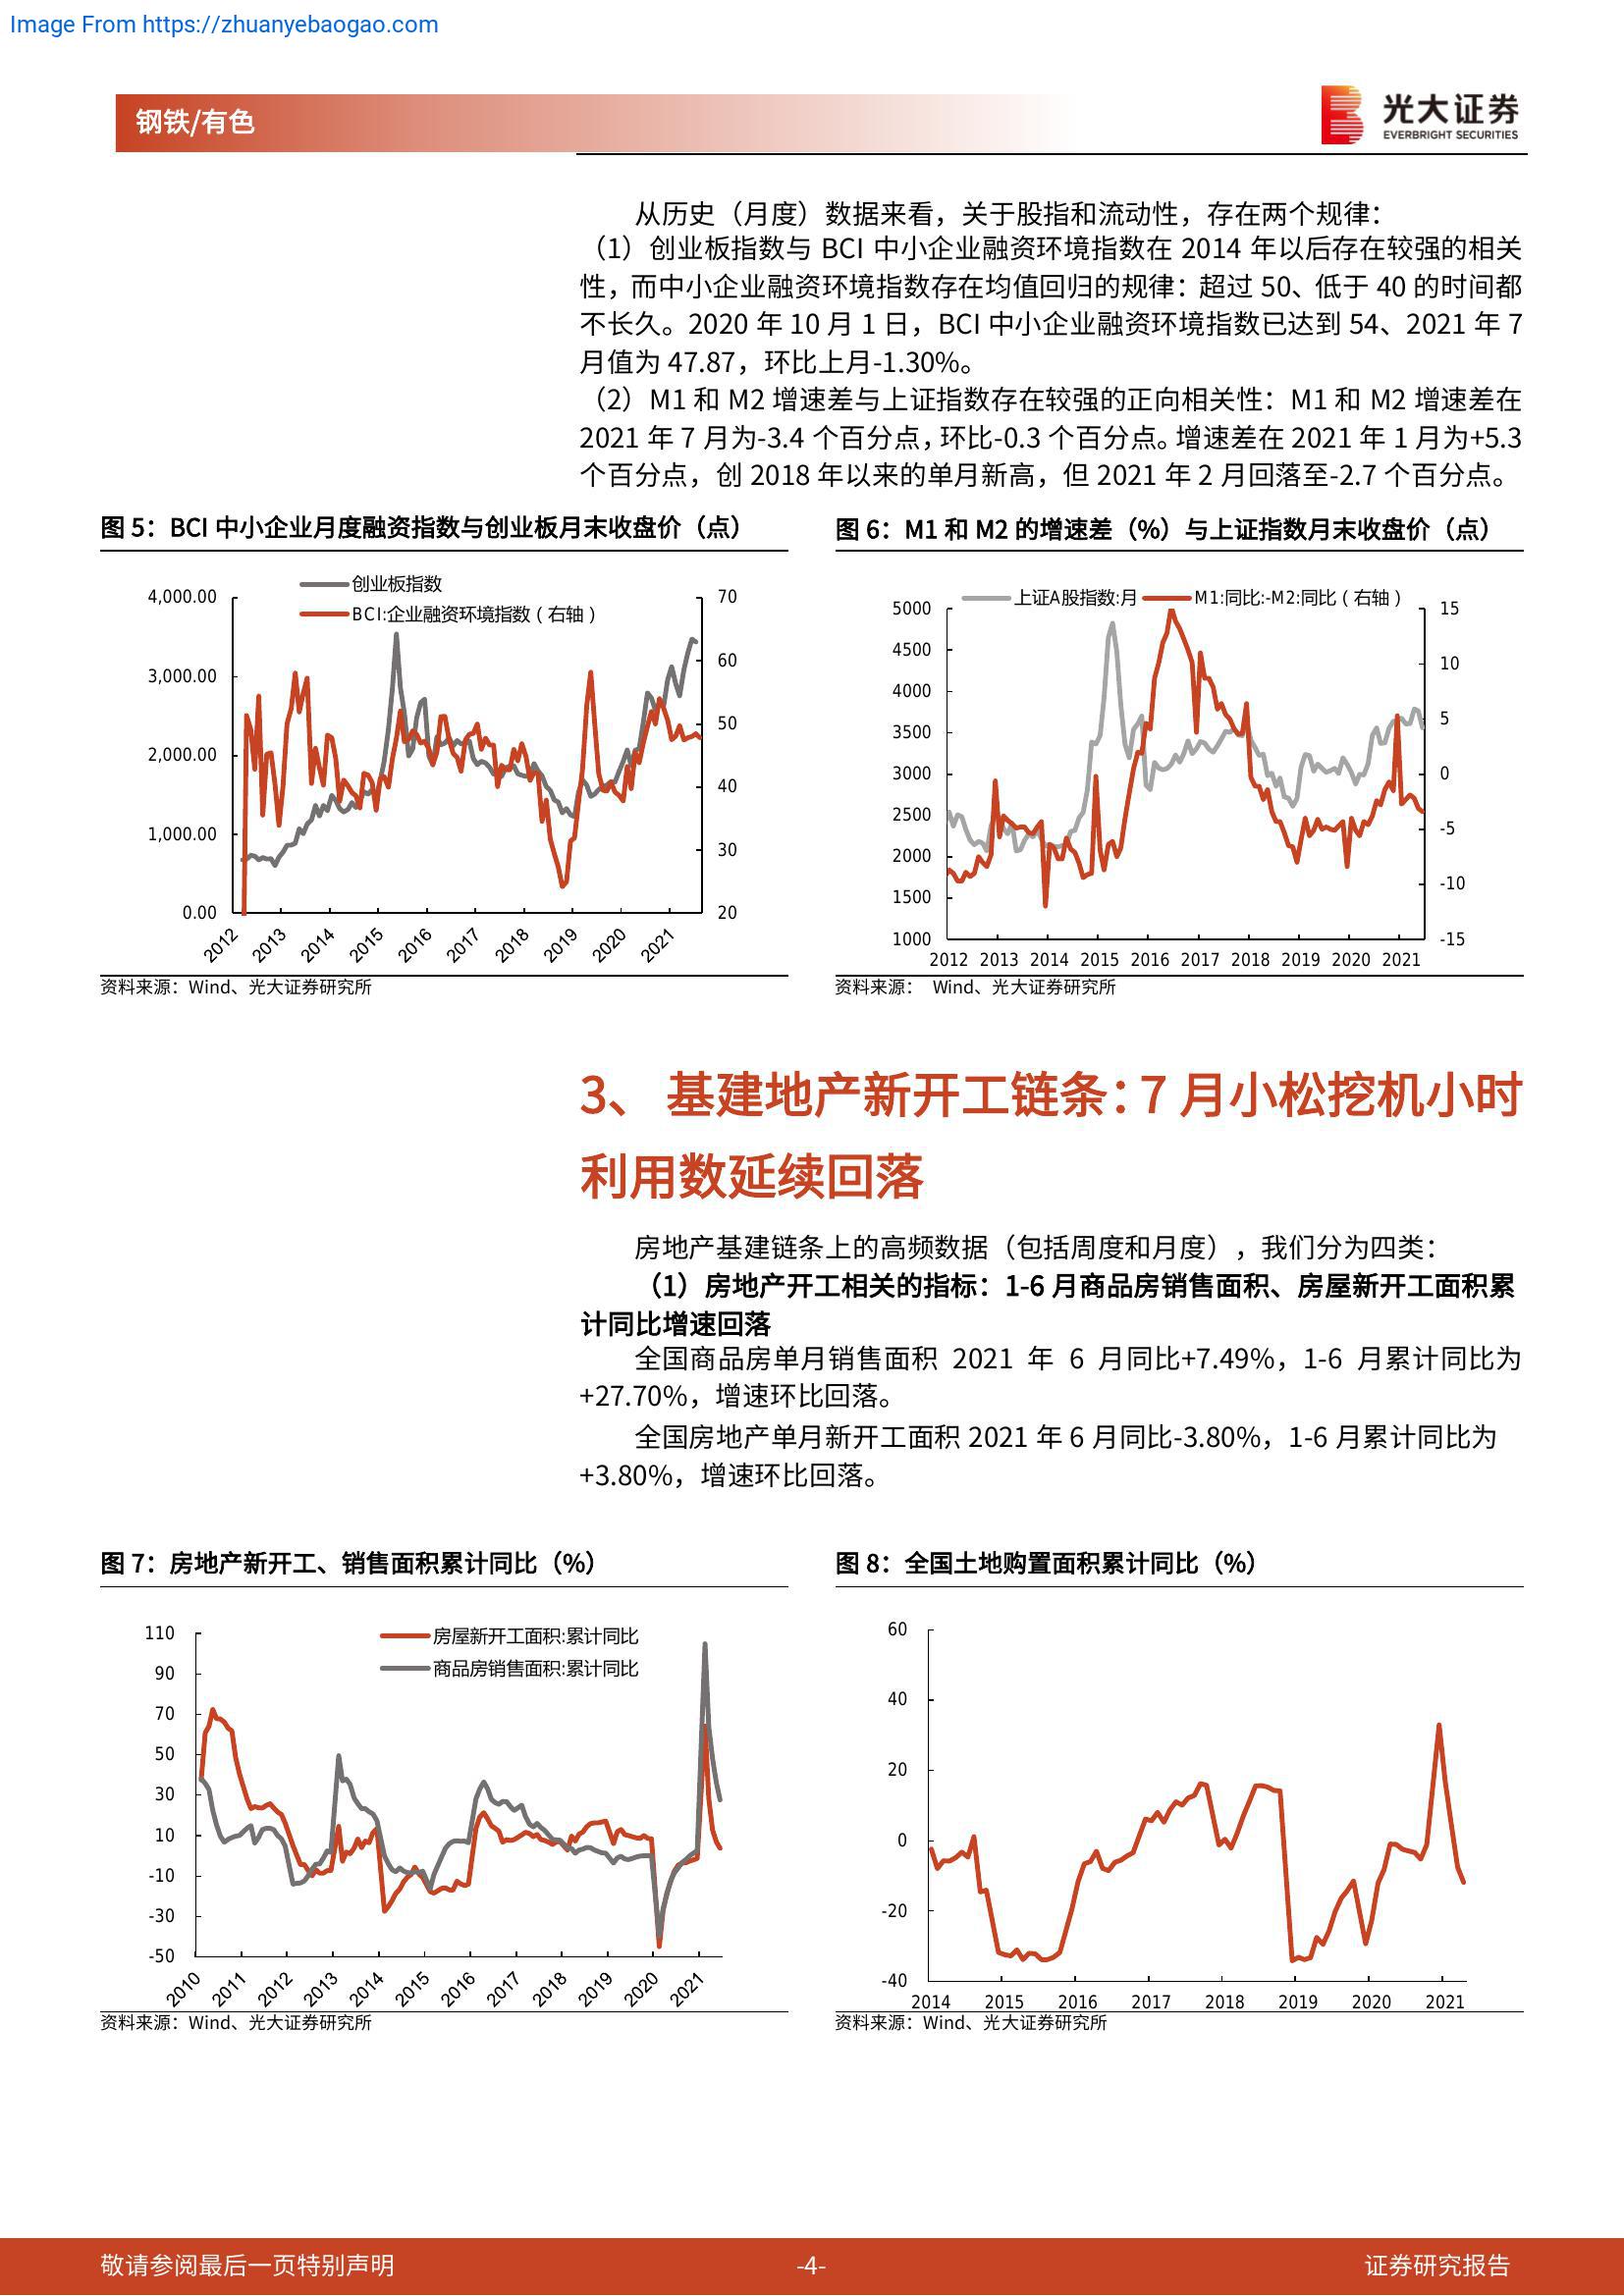 Image From https://zhuanyebaogao.com
钢铁/有色
光大证券
EVERBRIGHT SECURITIES
从历史（月度）数据来看，关于股指和流动性，存在两个规律：
（1）创业板指数与 BCI 中小企业融资环境指数在 2014 年以后存在较强的相关
性，而中小企业融资环境指数存在均值回归的规律：超过 50、低于 40 的时间都
不长久。2020 年 10 月 1 日，BCI 中小企业融资环境指数已达到 54、2021 年 7
月值为 47.87，环比上月-1.30%。
（2）M1 和 M2 增速差与上证指数存在较强的正向相关性：M1 和 M2 增速差在
2021 年 7 月为-3.4 个百分点，环比-0.3 个百分点。增速差在 2021 年 1 月为+5.3
个百分点，创 2018 年以来的单月新高，但 2021 年 2 月回落至-2.7 个百分点。
图 5：BCI 中小企业月度融资指数与创业板月末收盘价（点）
创业板指数
BCI:企业融资环境指数（右轴）
4,000.00
3,000.00
2,000.00
1,000.00
0.00
70
60
50
40
30
20
2012 2013 2014 2015 2016 2017 2018 2019 2020 2021
资料来源：Wind、光大证券研究所
图 6：M1 和 M2 的增速差（%）与上证指数月末收盘价（点）
上证A股指数:月 M1:同比:-M2:同比（右轴）
5000
4500
4000
3500
3000
2500
2000
1500
1000
15
10
5
0
-5
-10
-15
2012 2013 2014 2015 2016 2017 2018 2019 2020 2021
资料来源： Wind、光大证券研究所
3、 基建地产新开工链条：7 月小松挖机小时
利用数延续回落
房地产基建链条上的高频数据（包括周度和月度），我们分为四类：
（1）房地产开工相关的指标：1-6 月商品房销售面积、房屋新开工面积累
计同比增速回落
全国商品房单月销售面积 2021 年 6 月同比+7.49%，1-6 月累计同比为
+27.70%，增速环比回落。
全国房地产单月新开工面积 2021 年 6 月同比-3.80%，1-6 月累计同比为
+3.80%，增速环比回落。
图 7：房地产新开工、销售面积累计同比（%）
房屋新开工面积:累计同比
商品房销售面积:累计同比
110
90
70
50
30
10
-10
-30
-50
2010 2011 2012 2013 2014 2015 2016 2017 2018 2019 2020 2021
资料来源：Wind、光大证券研究所
图 8：全国土地购置面积累计同比（%）
60
40
20
0
-20
-40
2014 2015 2016 2017 2018 2019 2020 2021
资料来源：Wind、光大证券研究所
敬请参阅最后一页特别声明
-4-
证券研究报告